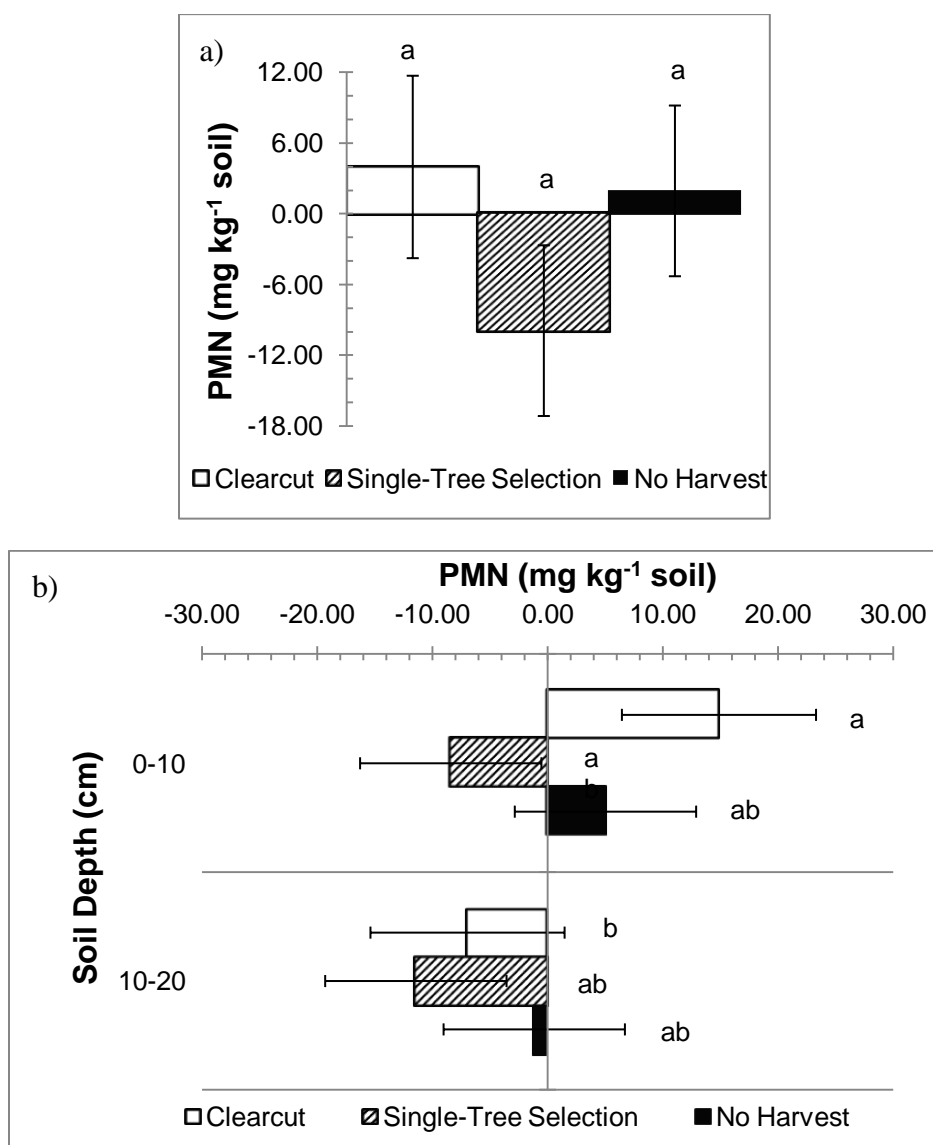 a)
a
a
a
12.00
6.00
0.00
-6.00
-12.00
-18.00
PMN (mg kg⁻¹ soil)
Clearcut Single-Tree Selection No Harvest
b)
PMN (mg kg⁻¹ soil)
-30.00 -20.00 -10.00 0.00 10.00 20.00 30.00
Soil Depth (cm)
a
0-10
a
b
ab
b
10-20
ab
ab
Clearcut Single-Tree Selection No Harvest